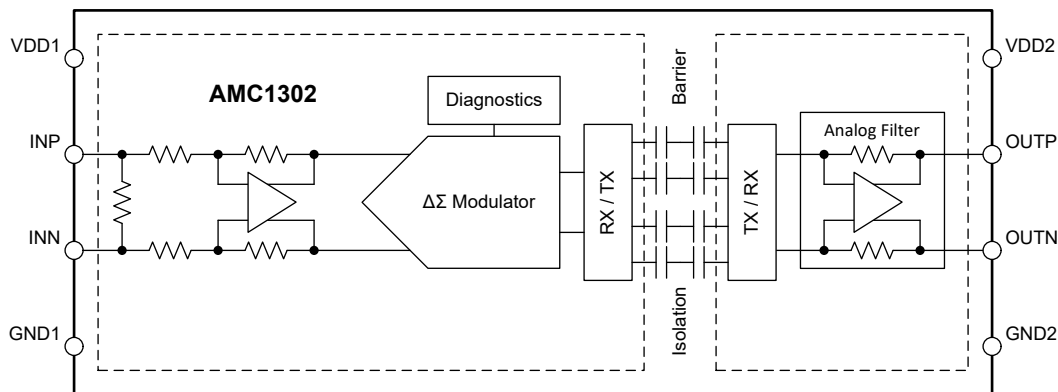 VDD1
VDD2
AMC1302
Diagnostics
Barrier
Analog Filter
INP
OUTP
ΔΣ Modulator
RX / TX
TX / RX
INN
OUTN
GND1
Isolation
GND2